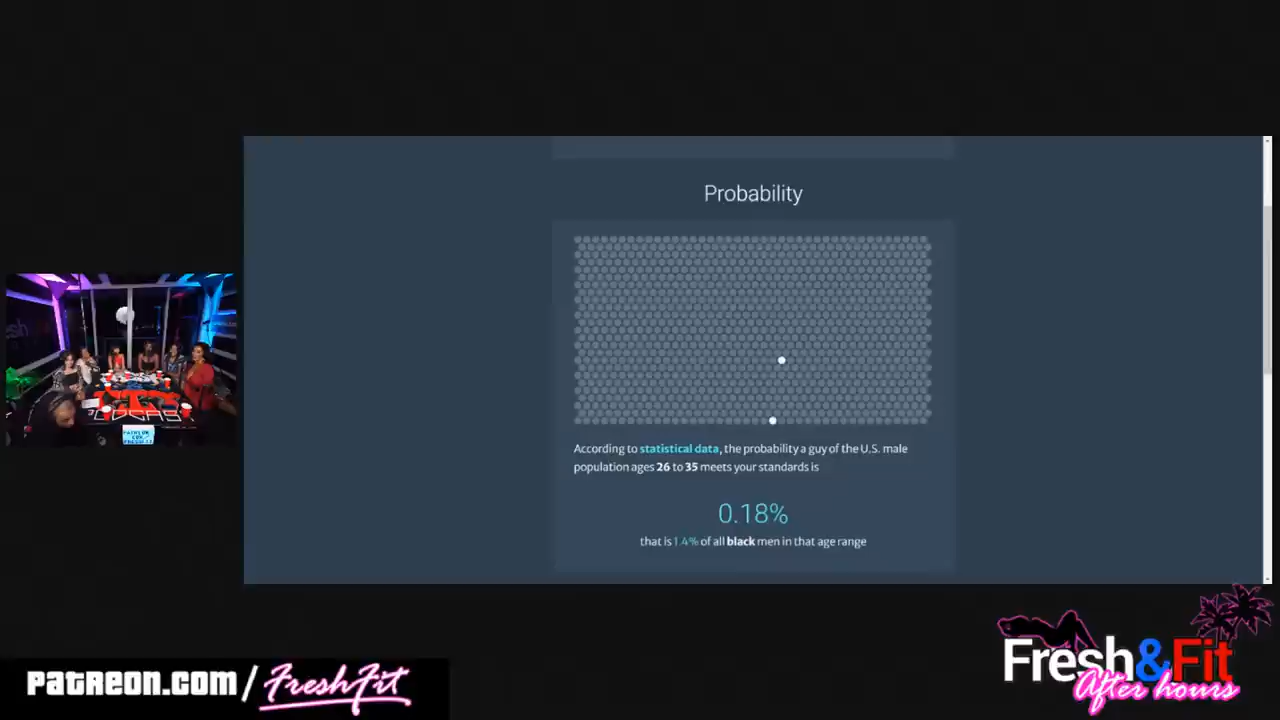 Probability
According to statistical data, the probability a guy of the U.S. male
population ages 26 to 35 meets your standards is
0.18%
that is 1.4% of all black men in that age range
PATREON.COM/FreshFit
Fresh&Fit
After hours